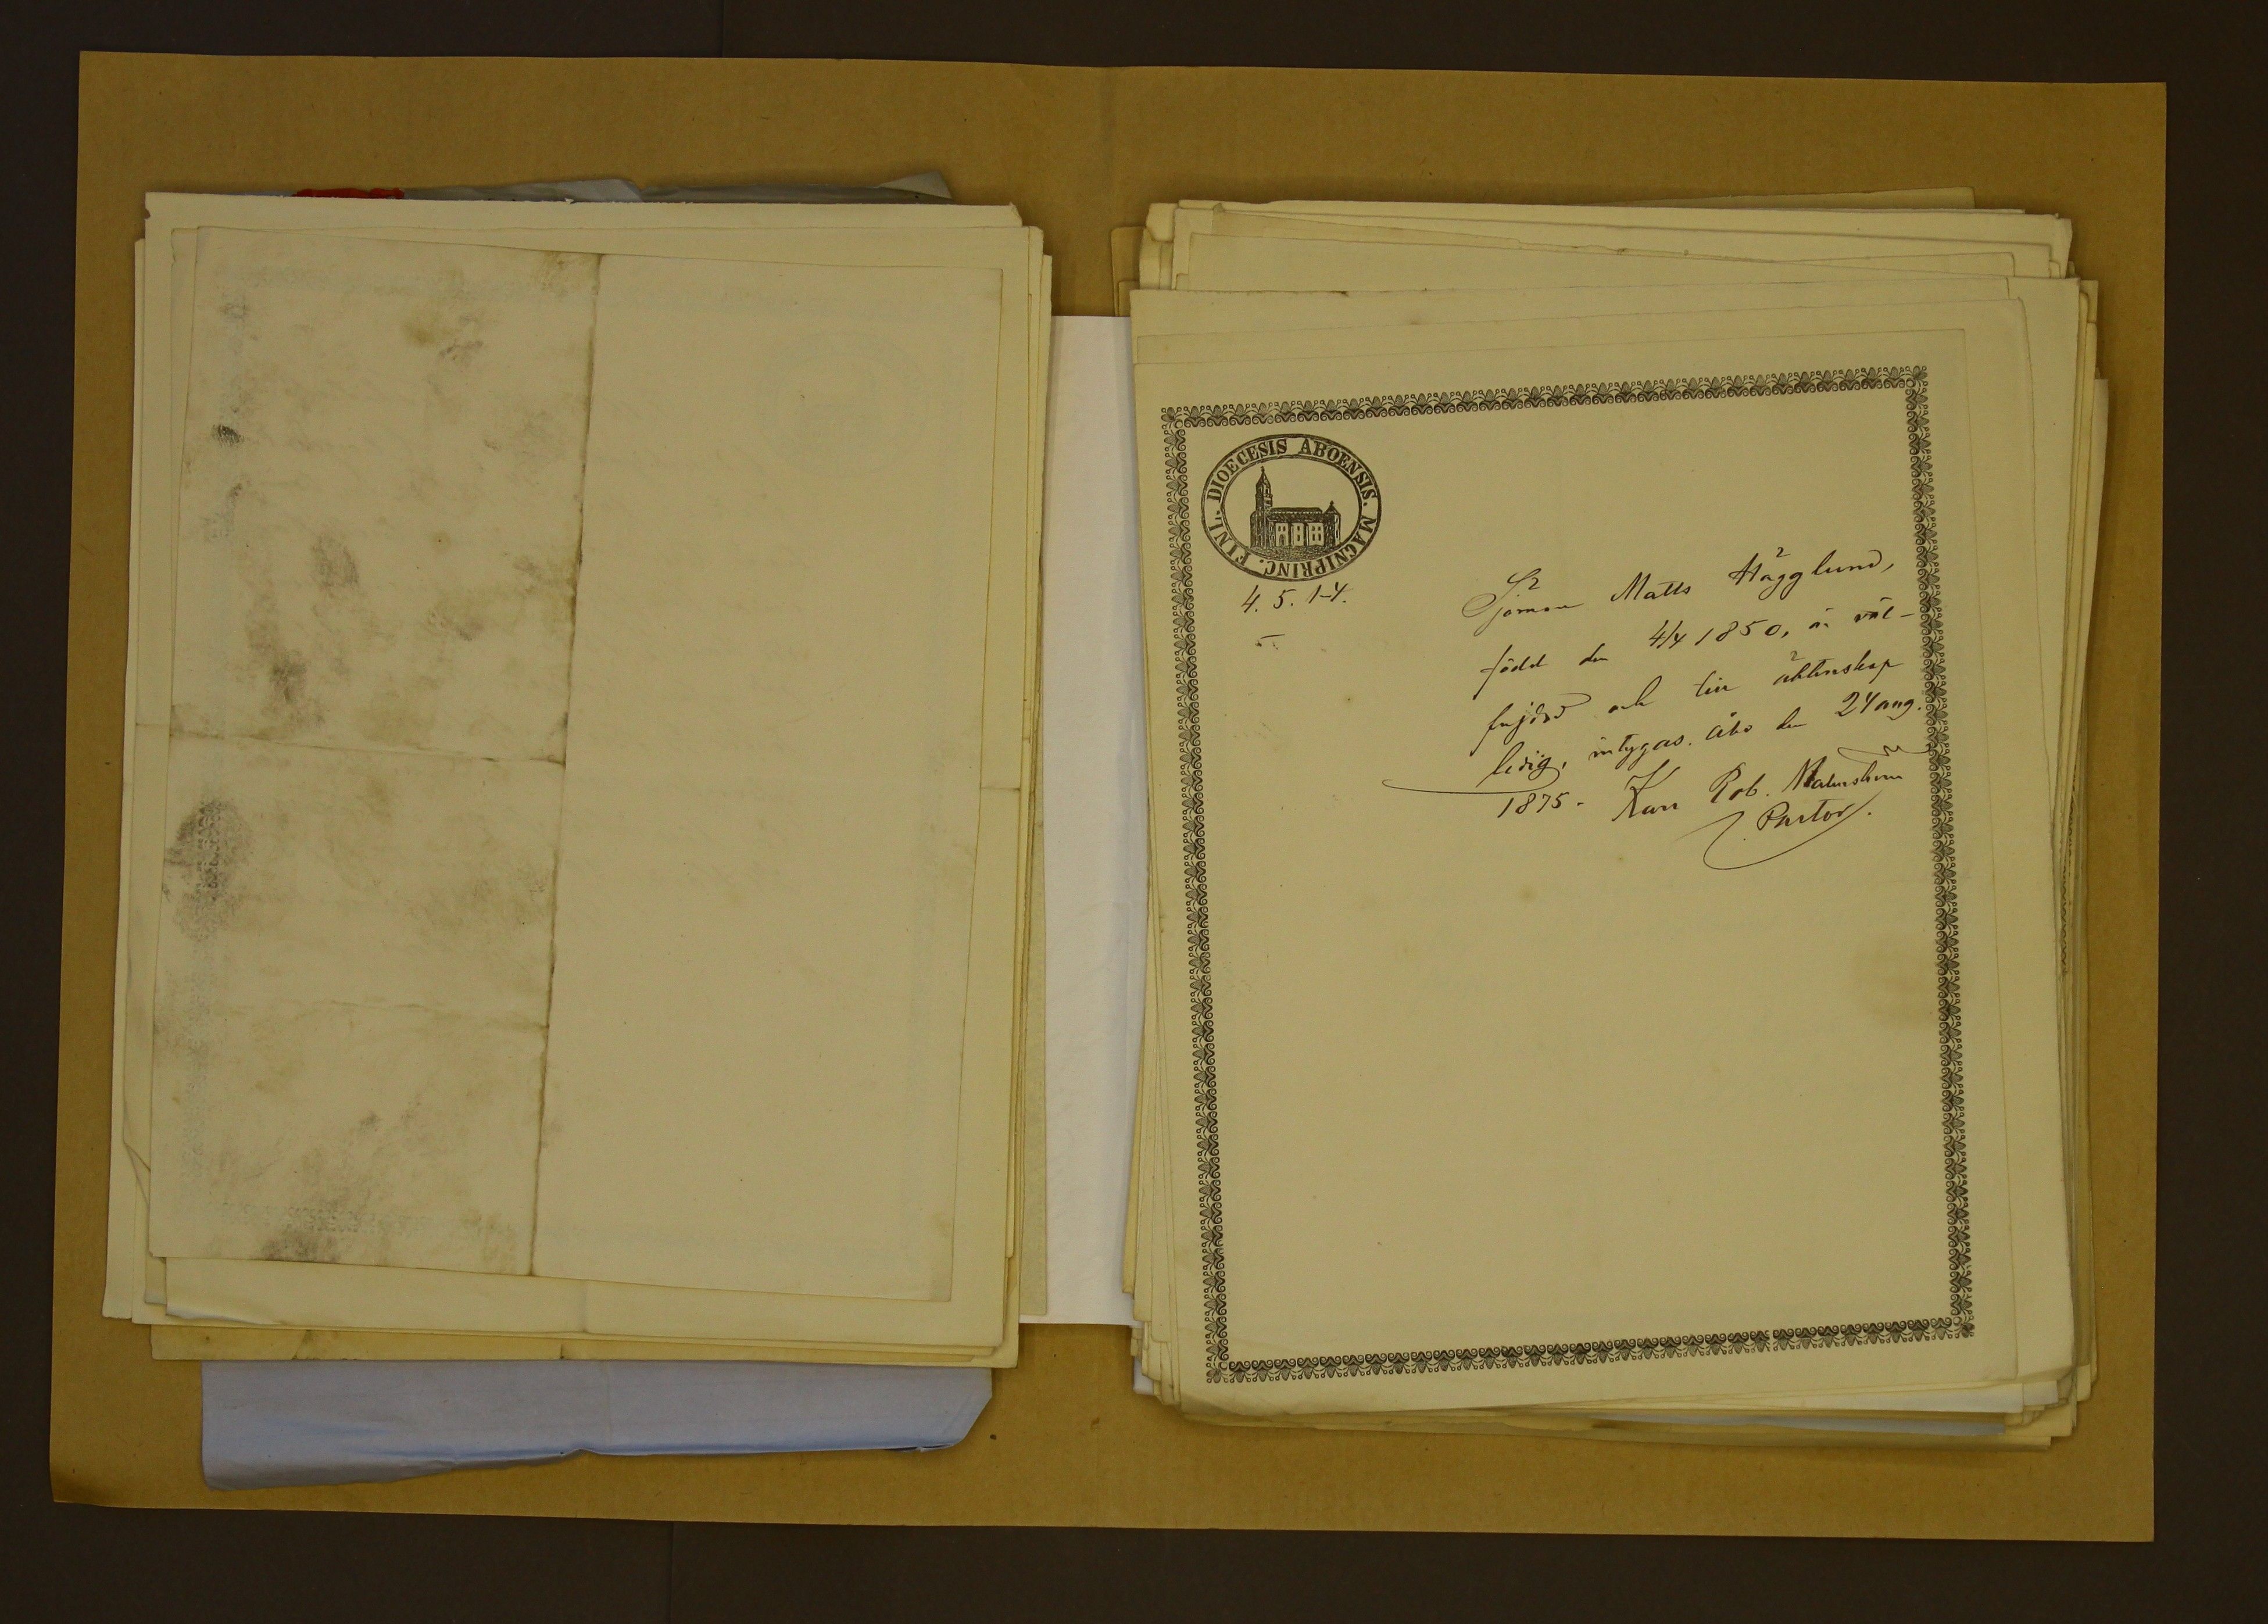 DIOECESIS ABOENSIS. MAGNIPRINC. FINL.
4. 5. 1-4.
Sjöman Matts Hägglund,
född den 4/4 1850, är väl-
frejdad och till äktenskap
ledig, intygas. Åbo den 24 aug.
1875. Karl Rob. Malmström
Pastor.